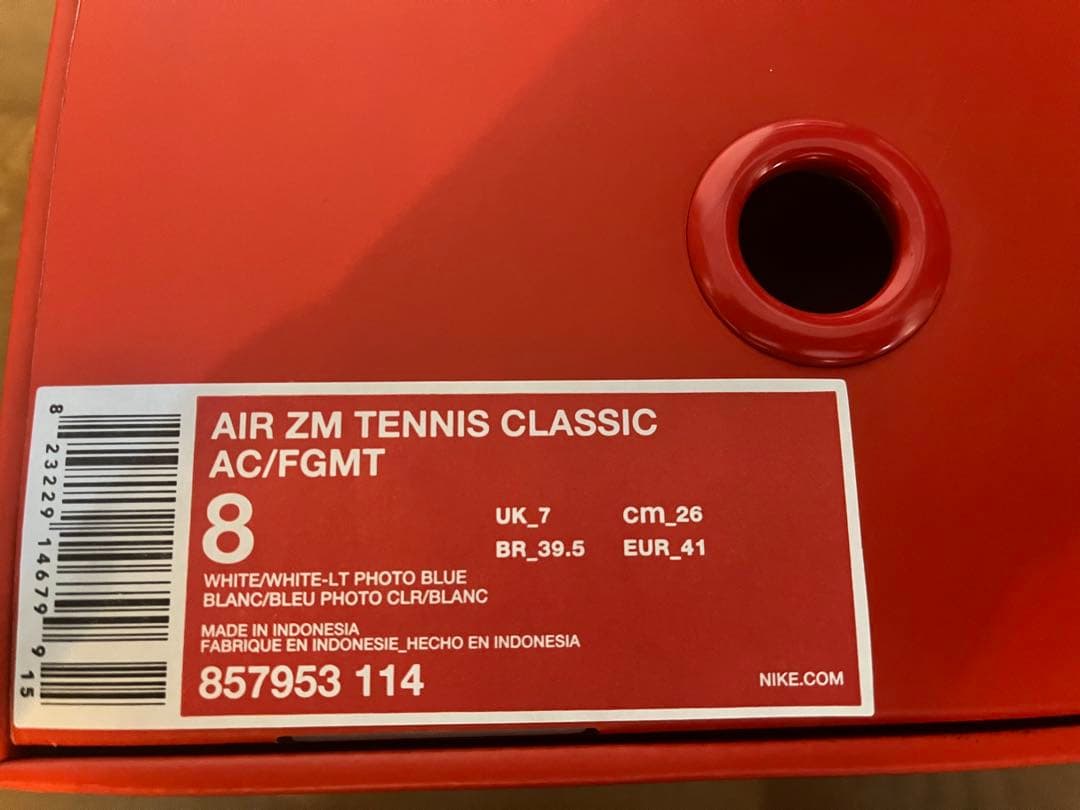 AIR ZM TENNIS CLASSIC
AC/FGMT
8
UK_7 cm_26
BR_39.5 EUR_41
WHITE/WHITE-LT PHOTO BLUE
BLANC/BLEU PHOTO CLR/BLANC
MADE IN INDONESIA
FABRIQUE EN INDONESIE_HECHO EN INDONESIA
857953 114
NIKE.COM
8 23229 14679 9 15